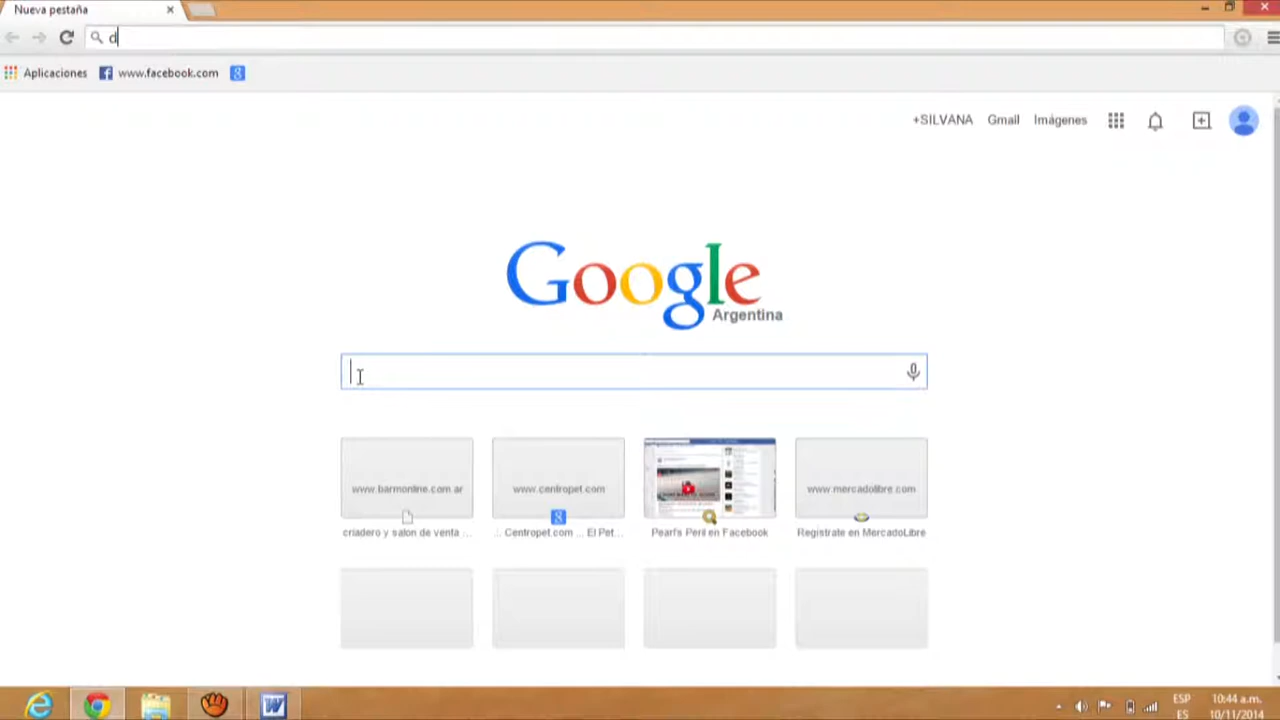 Nueva pestaña
d
Aplicaciones www.facebook.com
+SILVANA Gmail Imágenes
Google
Argentina
www.barmonline.com.ar www.centropet.com www.mercadolibre.com
criadero y salon de venta ... ... Centropet.com ... El Pet... Pearl's Peril en Facebook Registrate en MercadoLibre
ESP 10:44 a.m.
ES 10/11/2014